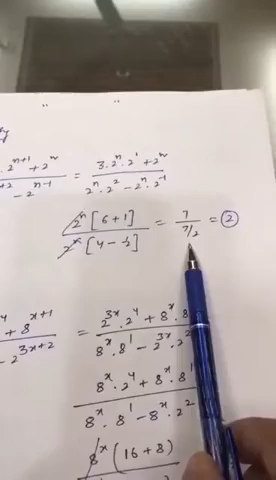 . 2^{n+1} + 2^n / - 2^{n-1} = 3.2^n.2^1 + 2^n / 2^n.2^2 - 2^n.2^{-1}
2^n [6+1] / 2^n [4 - 1/2] = 7 / 7/2 = 2
+ 8^{x+1} / - 2^{3x+2} = 2^{3x}.2^4 + 8^x.8 / 8^x.8^1 - 2^{3x}.2^2
8^x.2^4 + 8^x.8^1 / 8^x.8^1 - 8^x.2^2
8^x (16+8)